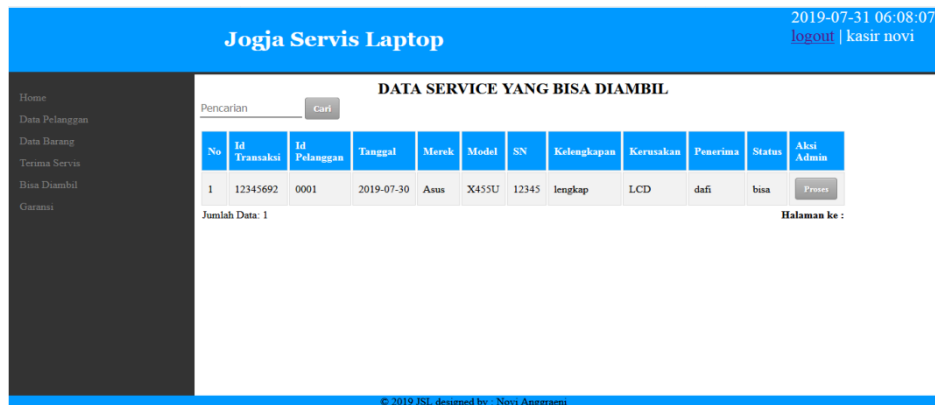 2019-07-31 06:08:07
Jogja Servis Laptop
logout | kasir novi
Home
Data Pelanggan
Data Barang
Terima Servis
Bisa Diambil
Garansi
DATA SERVICE YANG BISA DIAMBIL
Pencarian Cari
No Id Transaksi Id Pelanggan Tanggal Merek Model SN Kelengkapan Kerusakan Penerima Status Aksi Admin
1 12345692 0001 2019-07-30 Asus X455U 12345 lengkap LCD dafi bisa Proses
Jumlah Data: 1 Halaman ke :
© 2019 JSL designed by : Novi Anggraeni